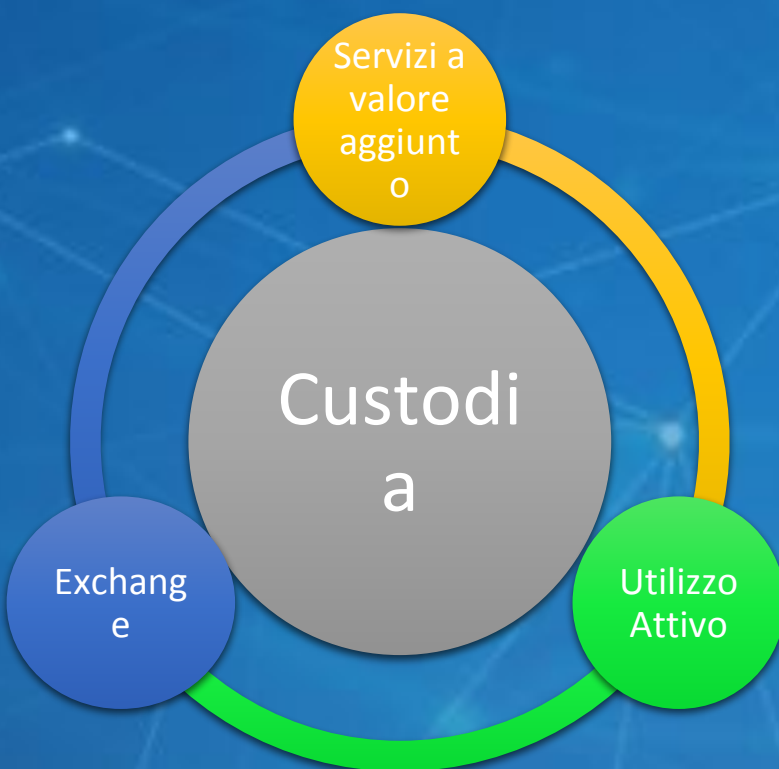 Servizi a
valore
aggiunt
o
Custodi
a
Exchang
e
Utilizzo
Attivo